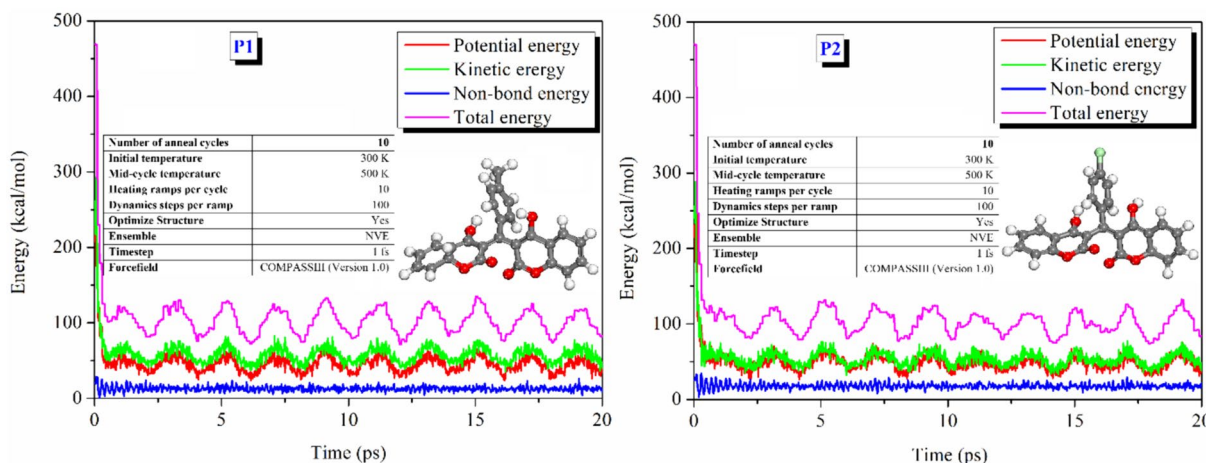 P1
Potential energy
Kinetic ergergy
Non-bond energy
Total energy
Number of anneal cycles 10
Initial temperature 300 K
Mid-cycle temperature 500 K
Heating ramps per cycle 10
Dynamics steps per ramp 100
Optimize Structure Yes
Ensemble NVE
Timestep 1 fs
Forcefield COMPASSIII (Version 1.0)
Energy (kcal/mol)
500
400
300
200
100
0
0 5 10 15 20
Time (ps)
P2
Potential energy
Kinetic energy
Non-bond energy
Total energy
Number of anneal cycles 10
Initial temperature 300 K
Mid-cycle temperature 500 K
Heating ramps per cycle 10
Dynamics steps per ramp 100
Optimize Structure Yes
Ensemble NVE
Timestep 1 fs
Forcefield COMPASSIII (Version 1.0)
Energy (kcal/mol)
500
400
300
200
100
0
0 5 10 15 20
Time (ps)